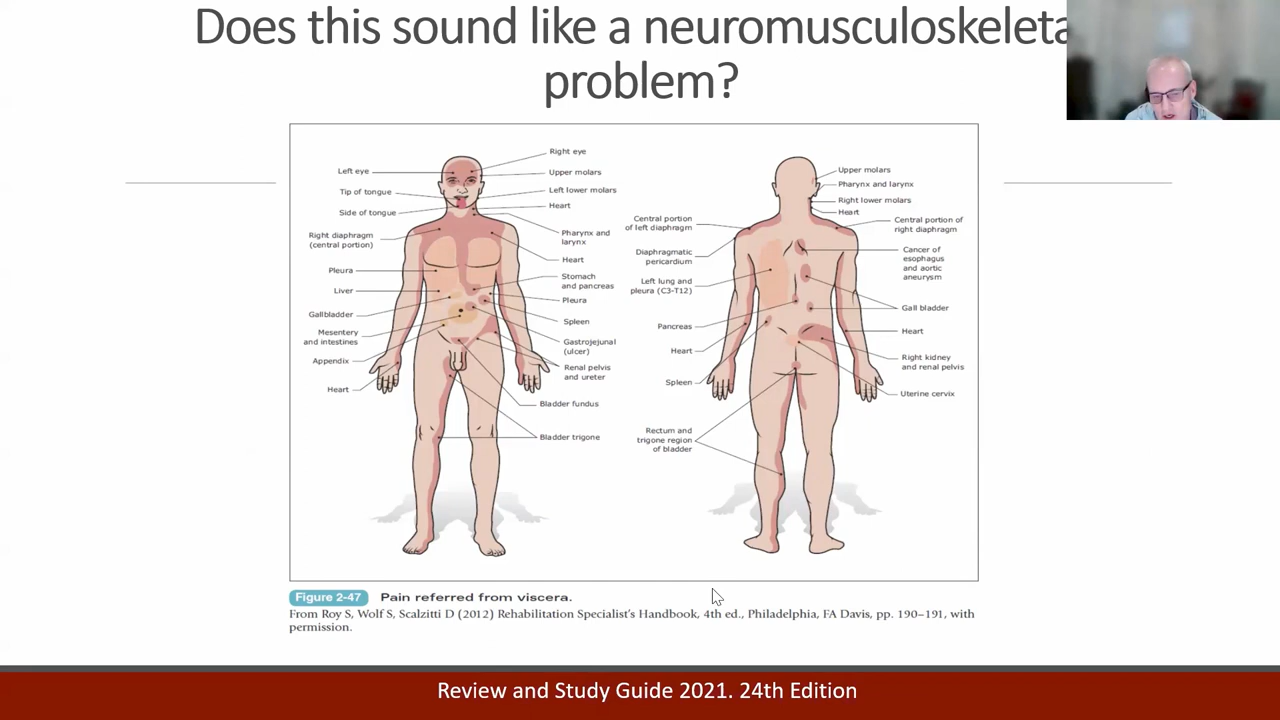 Does this sound like a neuromusculoskeleta
problem?
Right eye
Left eye
Upper molars
Tip of tongue
Left lower molars
Heart
Side of tongue
Right diaphragm
(central portion)
Pharynx and
larynx
Heart
Pleura
Stomach
and pancreas
Liver
Pleura
Gallbladder
Spleen
Mesentery
and intestines
Gastrojejunal
(ulcer)
Appendix
Renal pelvis
and ureter
Heart
Bladder fundus
Bladder trigone
Upper molars
Pharynx and larynx
Right lower molars
Heart
Central portion
of left diaphragm
Central portion of
right diaphragm
Diaphragmatic
pericardium
Cancer of
esophagus
and aortic
aneurysm
Left lung and
pleura (C3-T12)
Gall bladder
Pancreas
Heart
Heart
Right kidney
and renal pelvis
Spleen
Uterine cervix
Rectum and
trigone region
of bladder
Figure 2-47 Pain referred from viscera.
From Roy S, Wolf S, Scalzitti D (2012) Rehabilitation Specialist's Handbook, 4th ed., Philadelphia, FA Davis, pp. 190–191, with
permission.
Review and Study Guide 2021. 24th Edition